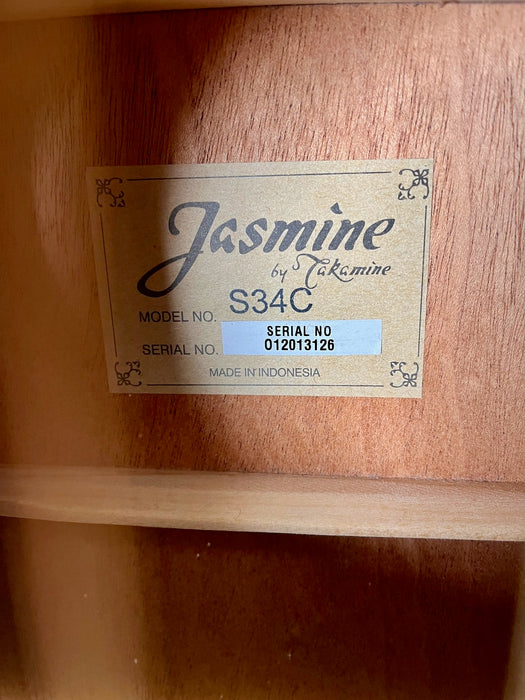 Jasmine
by Takamine
MODEL NO. S34C
SERIAL NO
SERIAL NO. 012013126
MADE IN INDONESIA